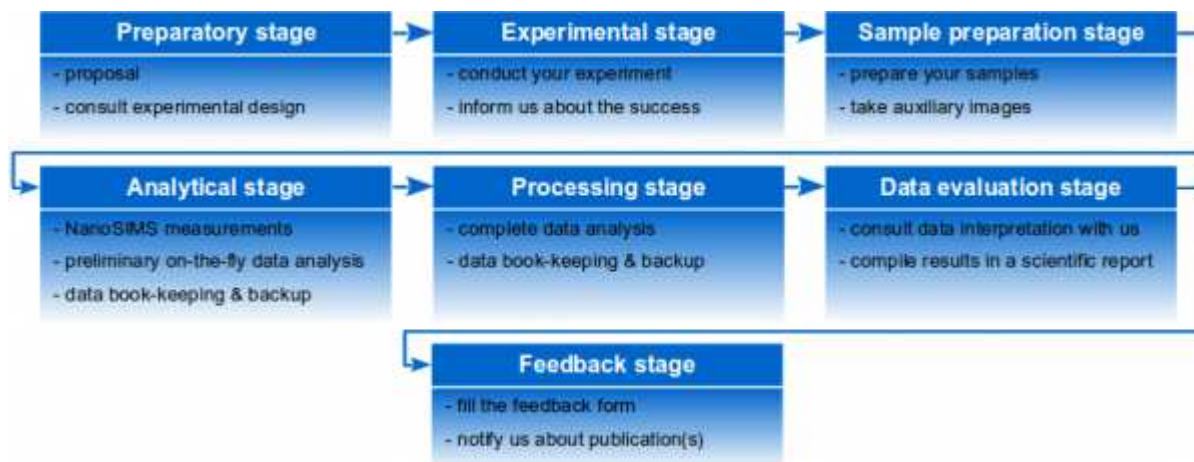 Preparatory stage
- proposal
- consult experimental design
Experimental stage
- conduct your experiment
- inform us about the success
Sample preparation stage
- prepare your samples
- take auxiliary images
Analytical stage
- NanoSIMS measurements
- preliminary on-the-fly data analysis
- data book-keeping & backup
Processing stage
- complete data analysis
- data book-keeping & backup
Data evaluation stage
- consult data interpretation with us
- compile results in a scientific report
Feedback stage
- fill the feedback form
- notify us about publication(s)